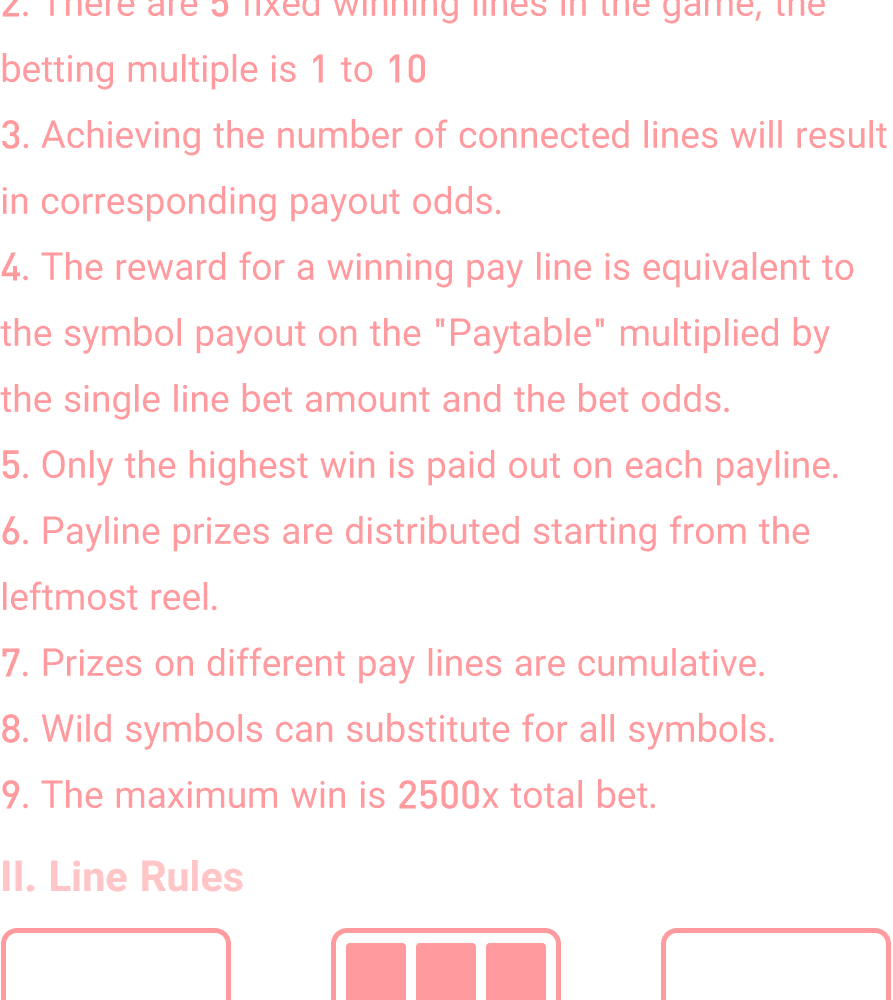 2. There are 5 fixed winning lines in the game, the
betting multiple is 1 to 10
3. Achieving the number of connected lines will result
in corresponding payout odds.
4. The reward for a winning pay line is equivalent to
the symbol payout on the "Paytable" multiplied by
the single line bet amount and the bet odds.
5. Only the highest win is paid out on each payline.
6. Payline prizes are distributed starting from the
leftmost reel.
7. Prizes on different pay lines are cumulative.
8. Wild symbols can substitute for all symbols.
9. The maximum win is 2500x total bet.
II. Line Rules